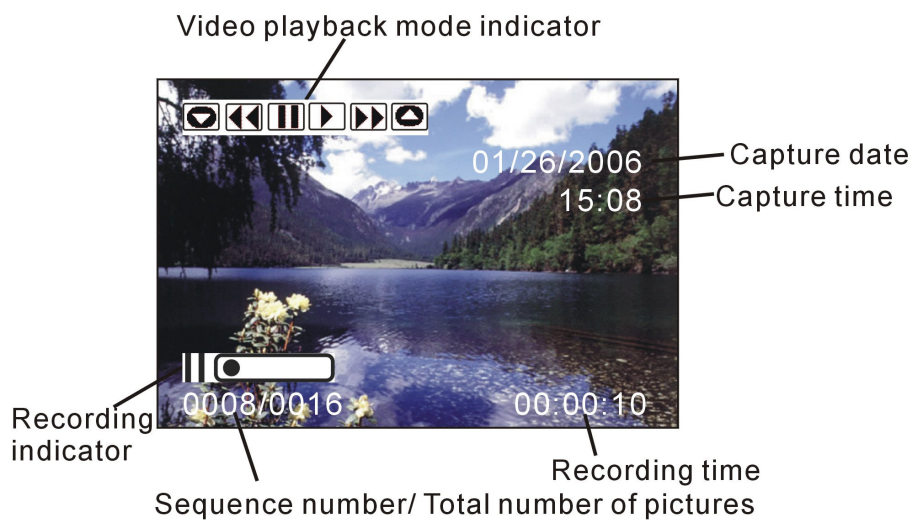 Video playback mode indicator
01/26/2006
Capture date
15:08
Capture time
0008/0016
00:00:10
Recording
indicator
Recording time
Sequence number/ Total number of pictures